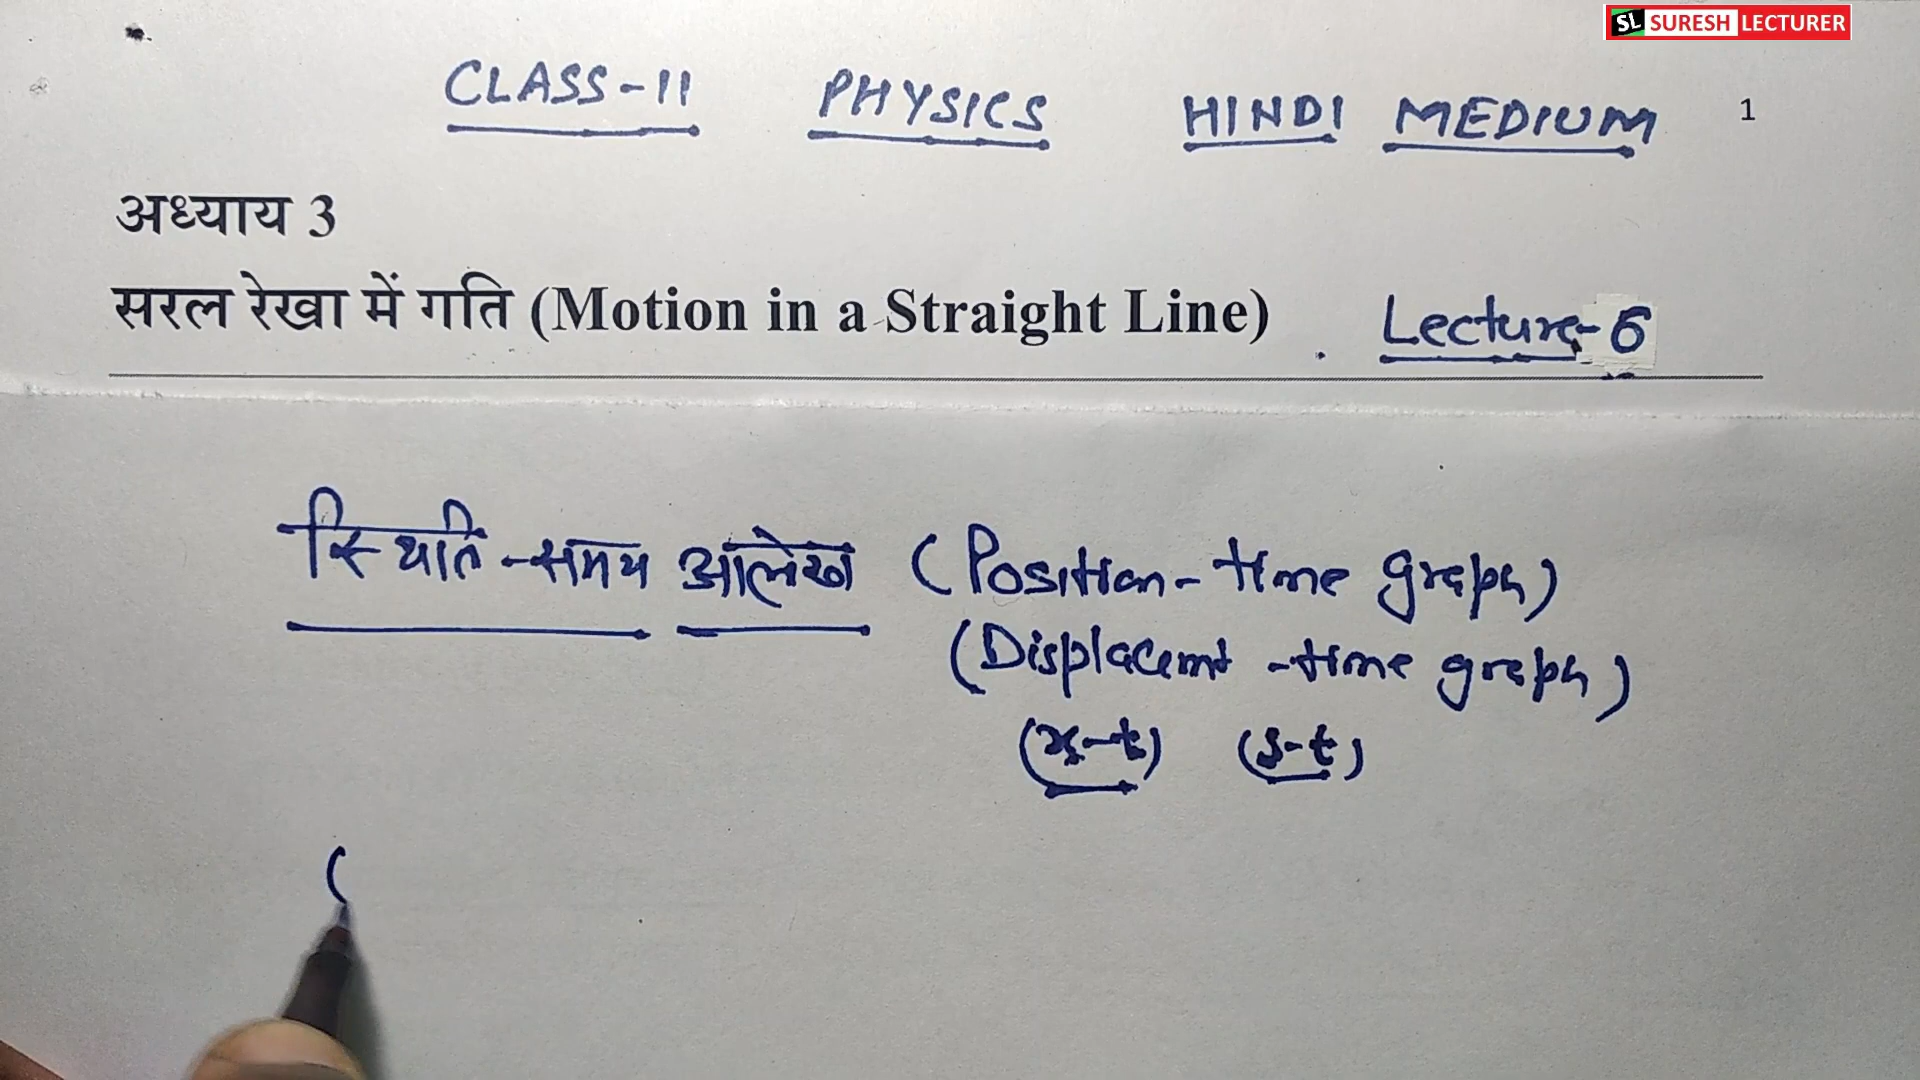 SL SURESH LECTURER
CLASS-11 PHYSICS HINDI MEDIUM 1
अध्याय 3
सरल रेखा में गति (Motion in a Straight Line) Lecture-6
स्थिति-समय आलेख (Position-time graph)
(Displacemt-time graph)
(x-t) (s-t)
(